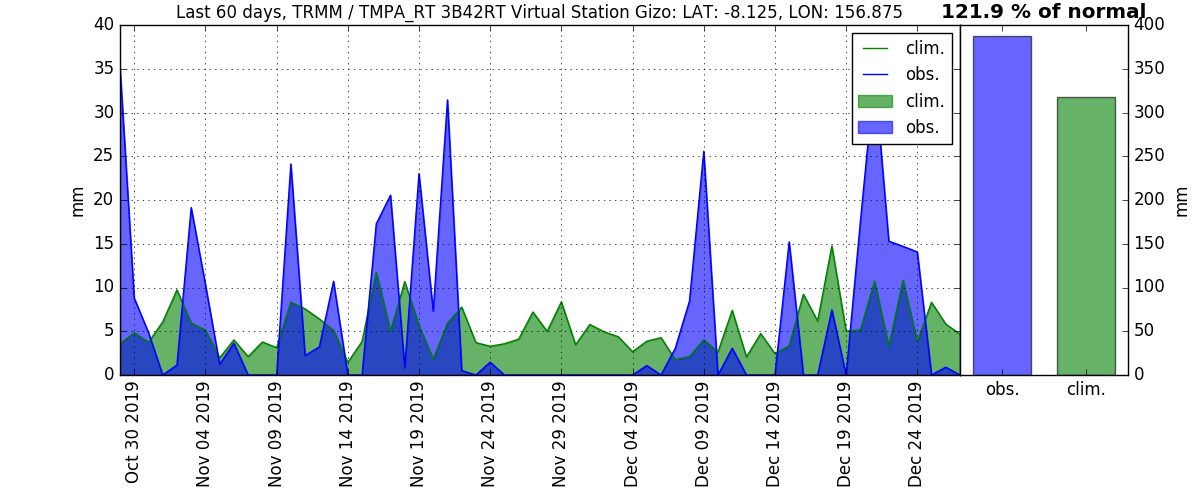 Last 60 days, TRMM / TMPA_RT 3B42RT Virtual Station Gizo: LAT: -8.125, LON: 156.875
121.9 % of normal
mm
40
35
30
25
20
15
10
5
0
clim.
obs.
clim.
obs.
400
350
300
250
200
150
100
50
0
mm
obs.
clim.
Oct 30 2019
Nov 04 2019
Nov 09 2019
Nov 14 2019
Nov 19 2019
Nov 24 2019
Nov 29 2019
Dec 04 2019
Dec 09 2019
Dec 14 2019
Dec 19 2019
Dec 24 2019